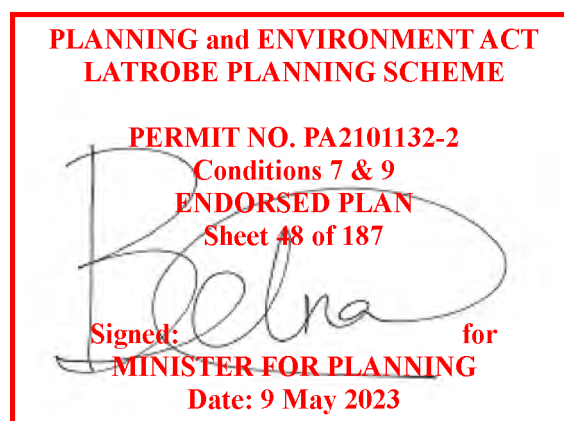 PLANNING and ENVIRONMENT ACT
LATROBE PLANNING SCHEME
PERMIT NO. PA2101132-2
Conditions 7 & 9
ENDORSED PLAN
Sheet 48 of 187
Signed: for
MINISTER FOR PLANNING
Date: 9 May 2023